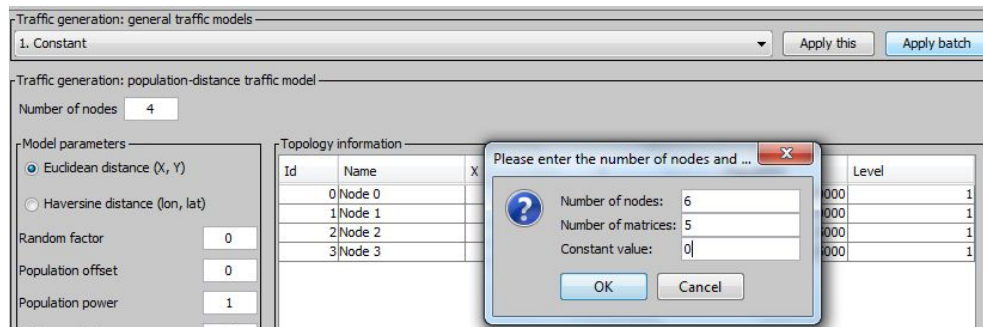 Traffic generation: general traffic models
1. Constant
Apply this
Apply batch
Traffic generation: population-distance traffic model
Number of nodes 4
Model parameters
Euclidean distance (X, Y)
Haversine distance (lon, lat)
Random factor 0
Population offset 0
Population power 1
Topology information
Id Name X Level
0 Node 0 0000 1
1 Node 1 1
2 Node 2 1
3 Node 3 1
Please enter the number of nodes and ...
Number of nodes: 6
Number of matrices: 5
Constant value: 0
OK Cancel